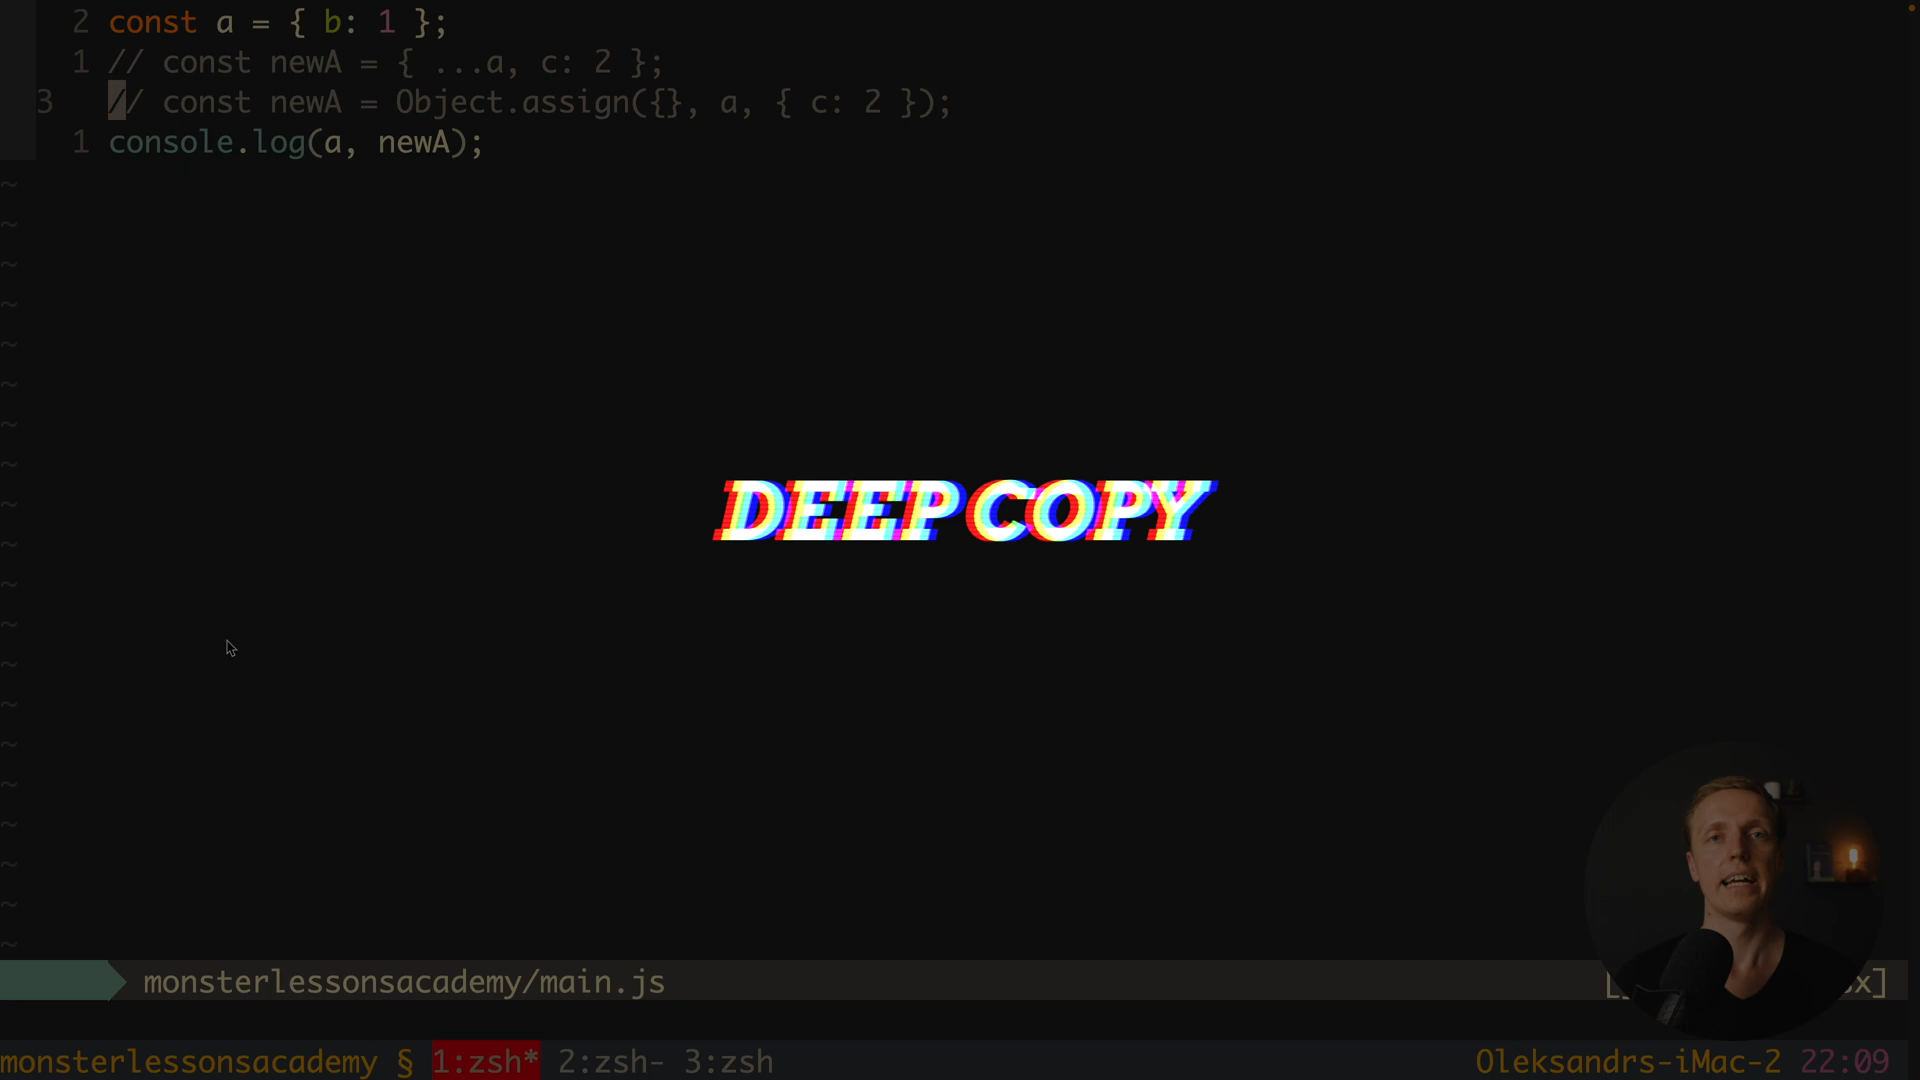 2 const a = { b: 1 };
1 // const newA = { ...a, c: 2 };
3 // const newA = Object.assign({}, a, { c: 2 });
1 console.log(a, newA);
~
~
~
~
~
~
~
~
~
DEEP COPY
~
~
~
~
~
~
~
~
~
~
~
monsterlessonsacademy/main.js
monsterlessonsacademy § 1:zsh* 2:zsh- 3:zsh Oleksandrs-iMac-2 22:09